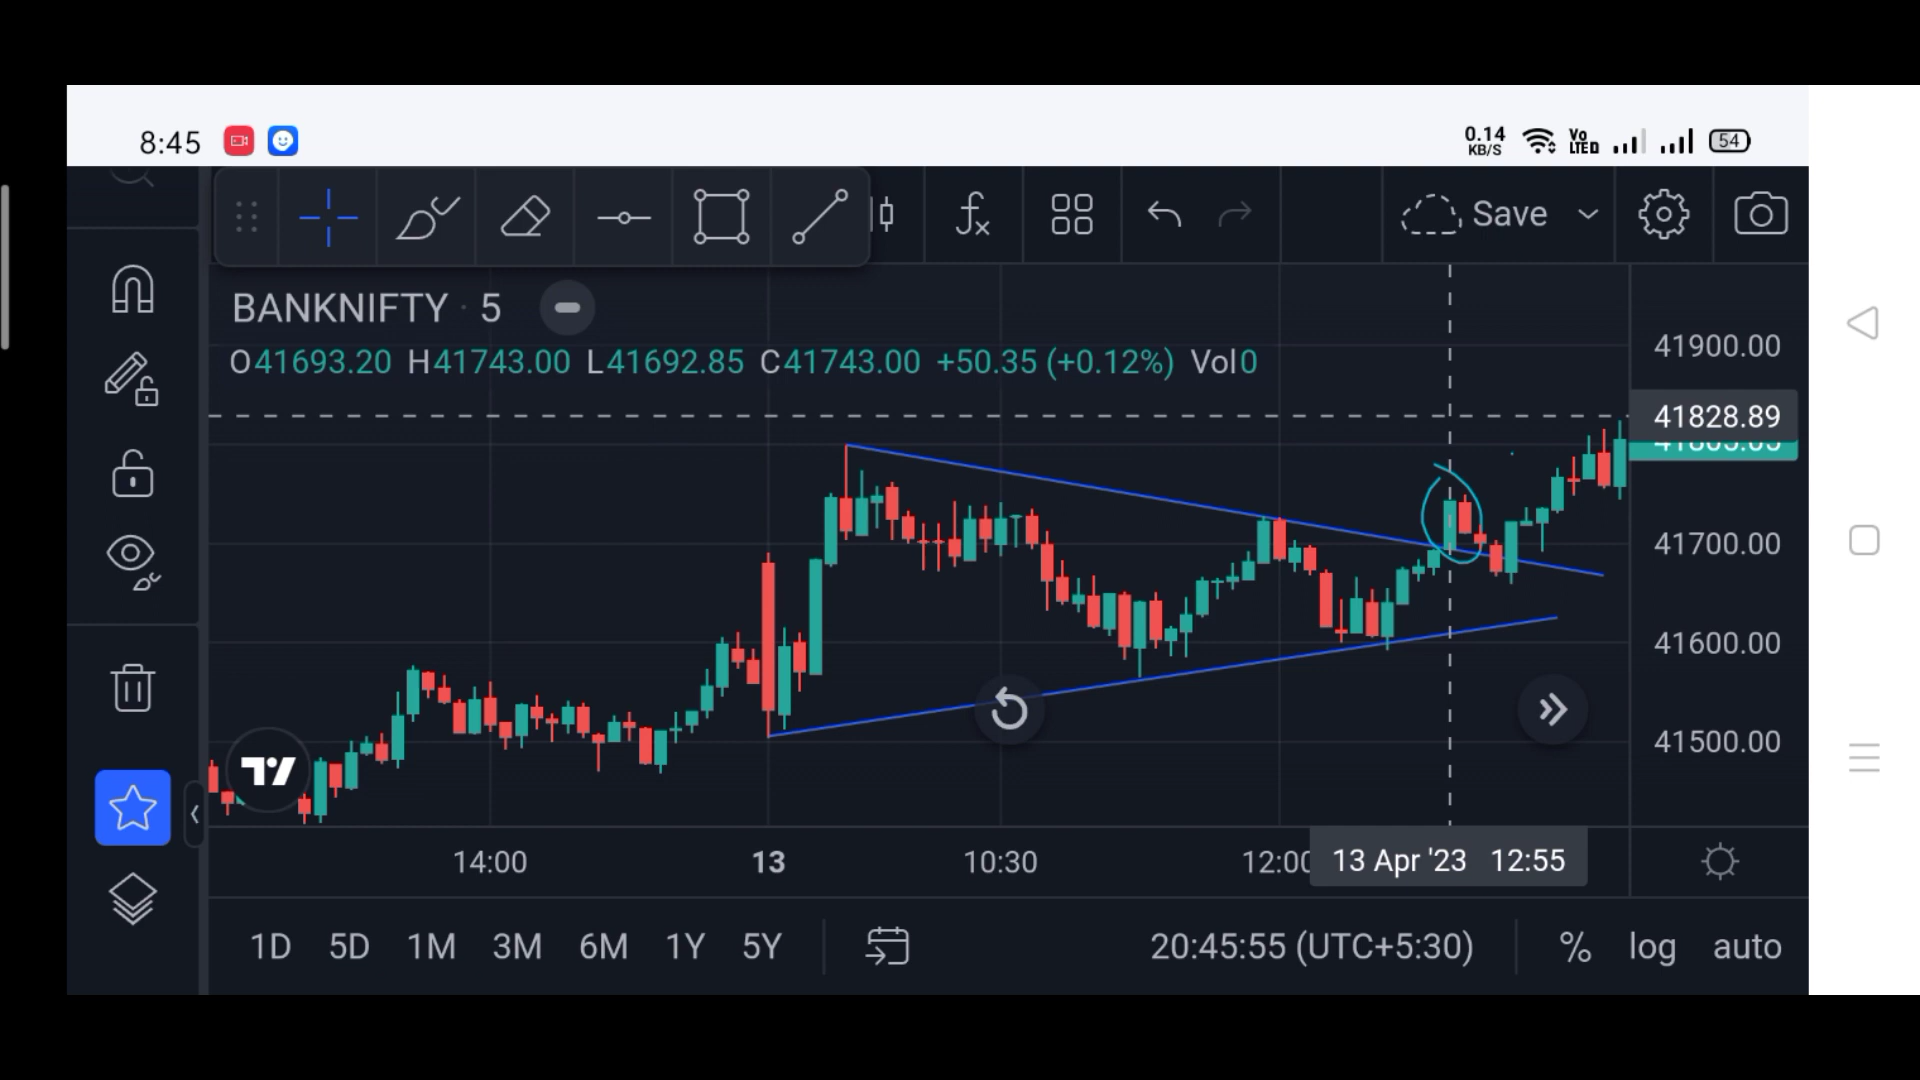 8:45
0.14
KB/S
Vo
LTE
54
Save
BANKNIFTY · 5
O41693.20 H41743.00 L41692.85 C41743.00 +50.35 (+0.12%) Vol0
41900.00
41828.89
41700.00
41600.00
41500.00
14:00
13
10:30
12:00
13 Apr '23 12:55
1D 5D 1M 3M 6M 1Y 5Y
20:45:55 (UTC+5:30)
% log auto